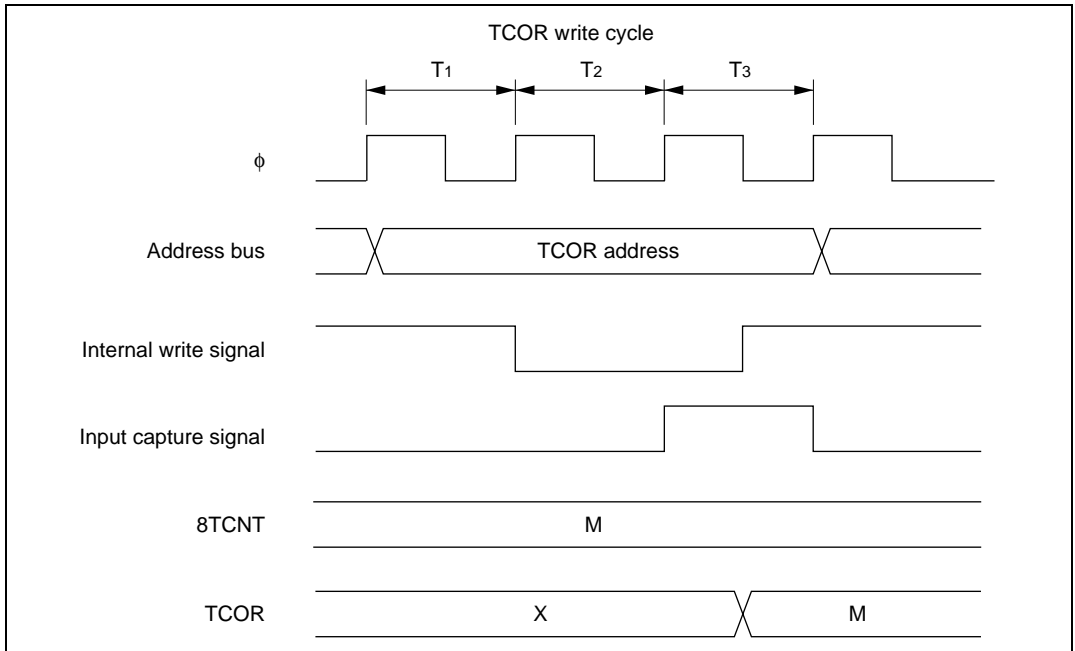 TCOR write cycle
T1 T2 T3
ϕ
Address bus TCOR address
Internal write signal
Input capture signal
8TCNT M
TCOR X M